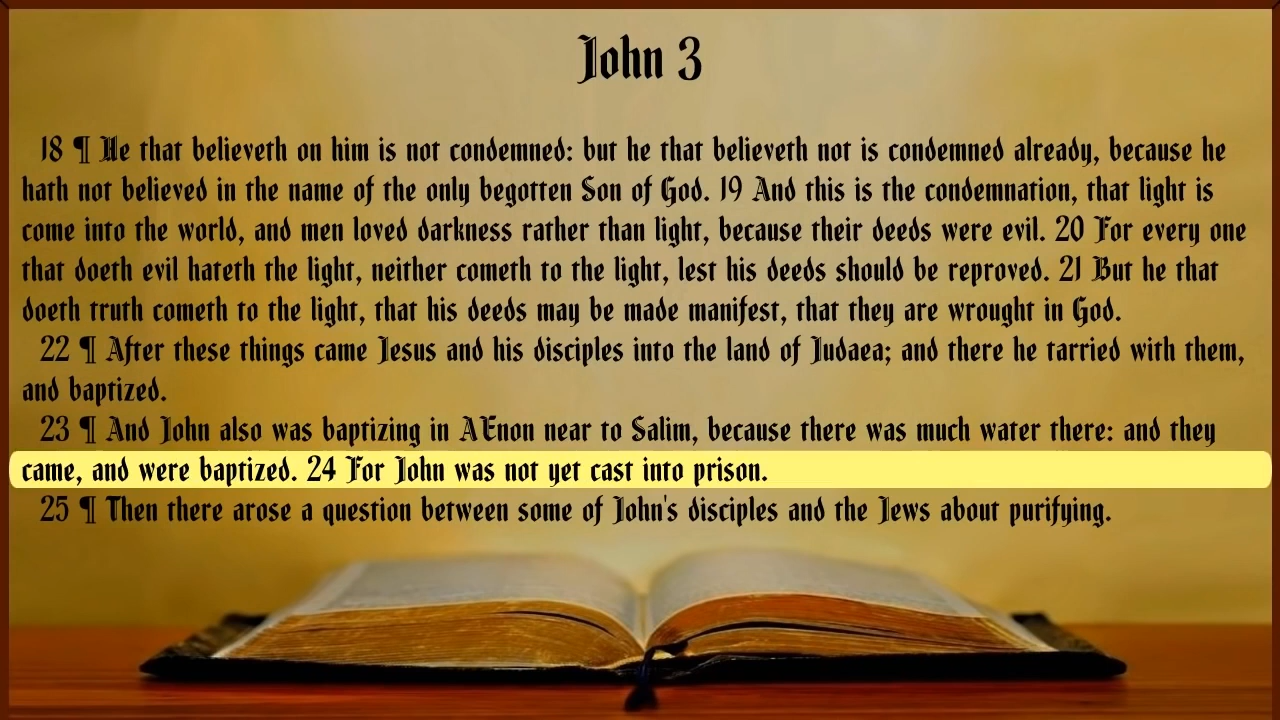 John 3
18 ¶ He that believeth on him is not condemned: but he that believeth not is condemned already, because he
hath not believed in the name of the only begotten Son of God. 19 And this is the condemnation, that light is
come into the world, and men loved darkness rather than light, because their deeds were evil. 20 For every one
that doeth evil hateth the light, neither cometh to the light, lest his deeds should be reproved. 21 But he that
doeth truth cometh to the light, that his deeds may be made manifest, that they are wrought in God.
22 ¶ After these things came Jesus and his disciples into the land of Judaea; and there he tarried with them,
and baptized.
23 ¶ And John also was baptizing in AEnon near to Salim, because there was much water there: and they
came, and were baptized. 24 For John was not yet cast into prison.
25 ¶ Then there arose a question between some of John's disciples and the Jews about purifying.